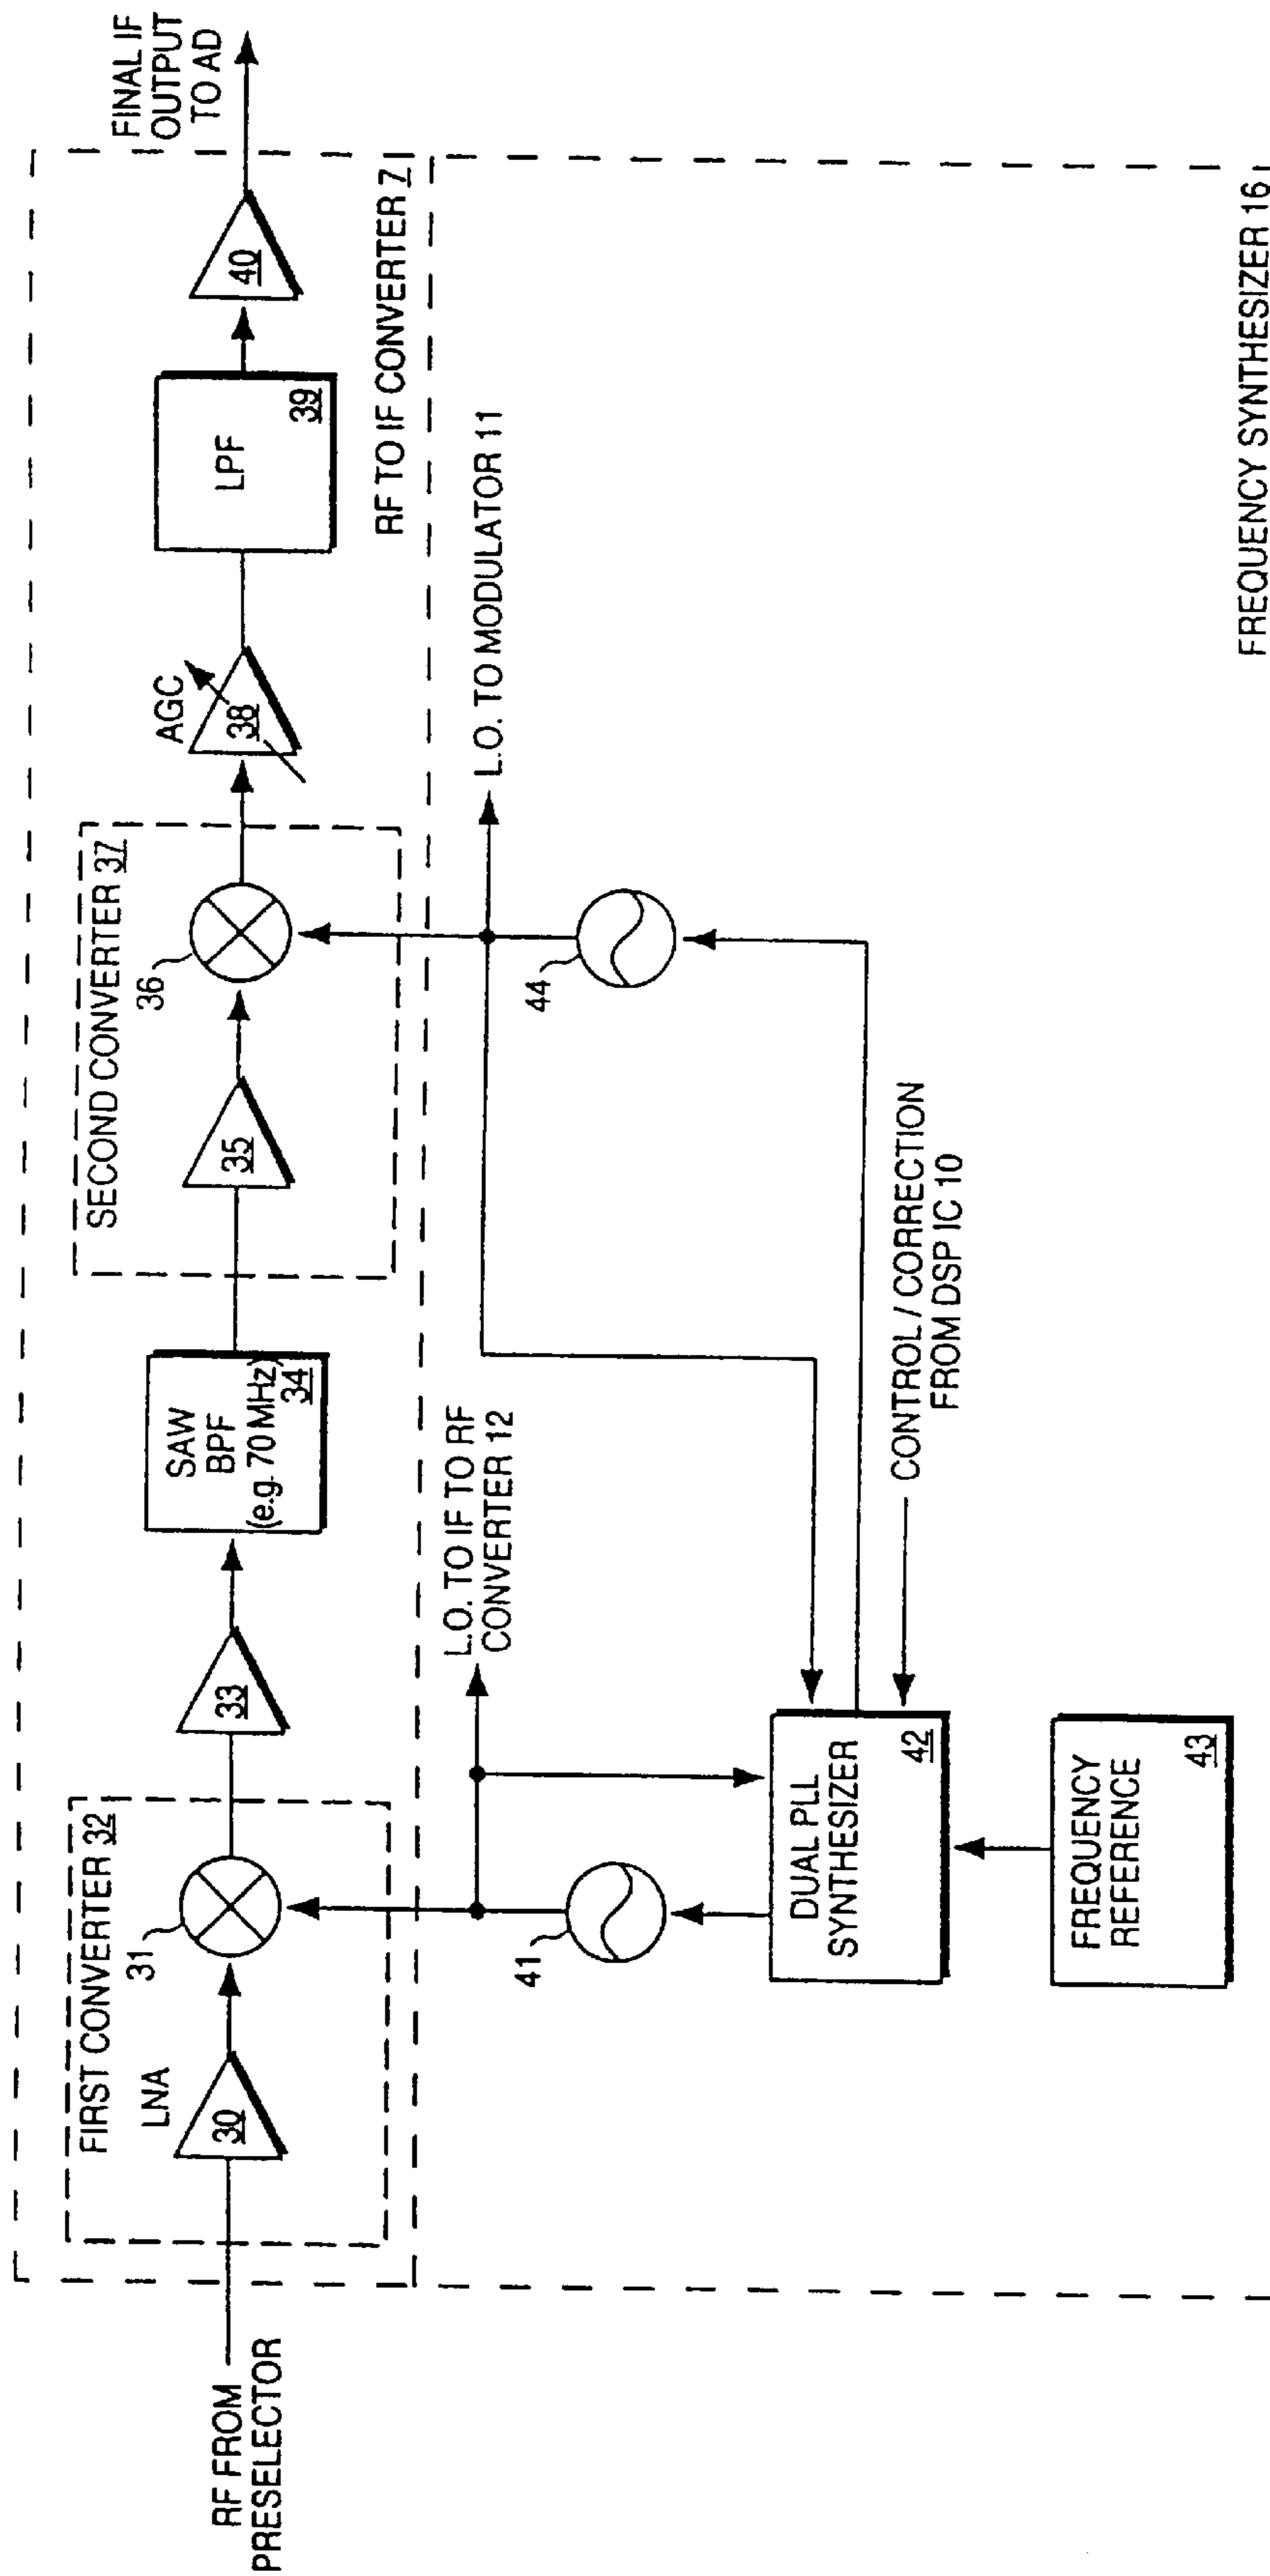 FINAL IF
OUTPUT
TO AD
RF TO IF CONVERTER 7
FIRST CONVERTER 32
LNA
30
31
33
SAW
BPF
(e.g. 70 MHz)
34
SECOND CONVERTER 37
35
36
AGC
38
LPF
39
40
RF FROM
PRESELECTOR
L.O. TO IF TO RF
CONVERTER 12
L.O. TO MODULATOR 11
41
44
DUAL PLL
SYNTHESIZER
42
CONTROL / CORRECTION
FROM DSP IC 10
FREQUENCY
REFERENCE
43
FREQUENCY SYNTHESIZER 16